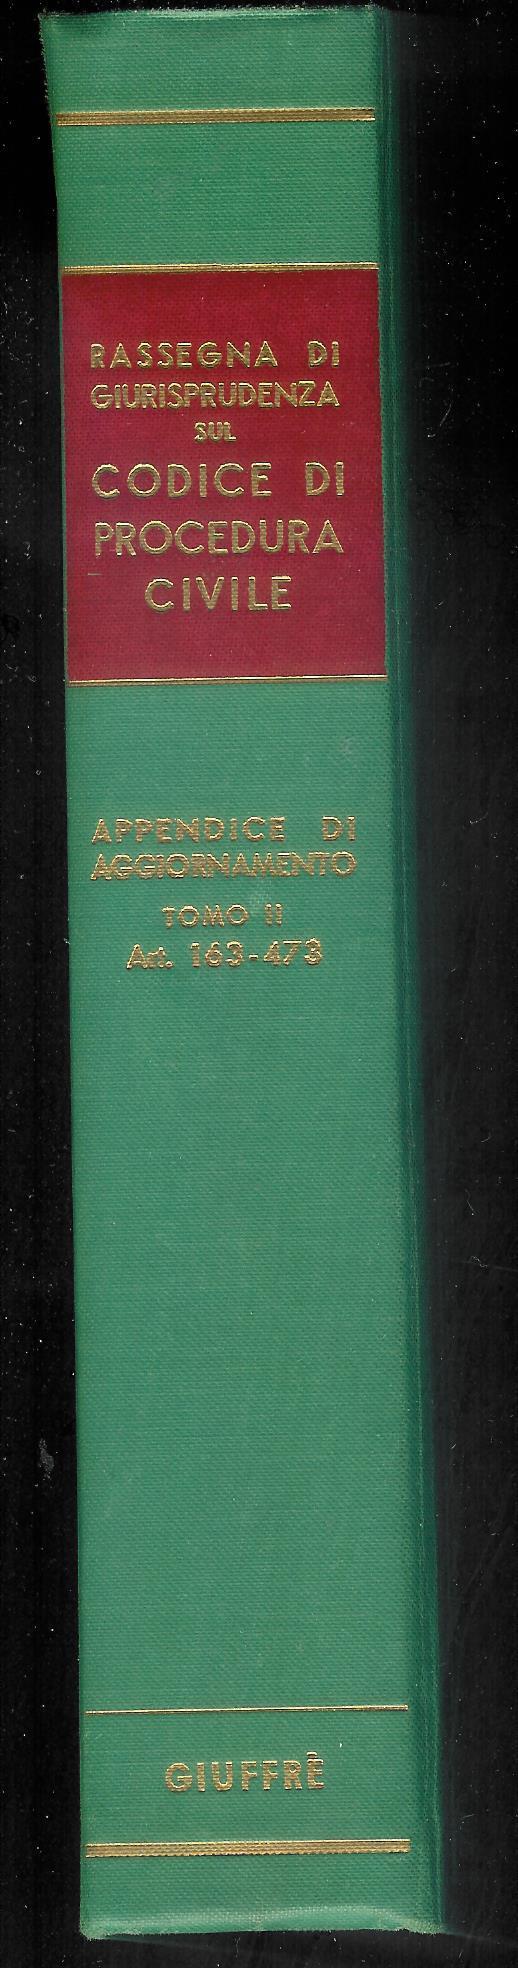 RASSEGNA DI
GIURISPRUDENZA
SUL
CODICE DI
PROCEDURA
CIVILE
APPENDICE DI
AGGIORNAMENTO
TOMO II
Art. 163-473
GIUFFRÈ